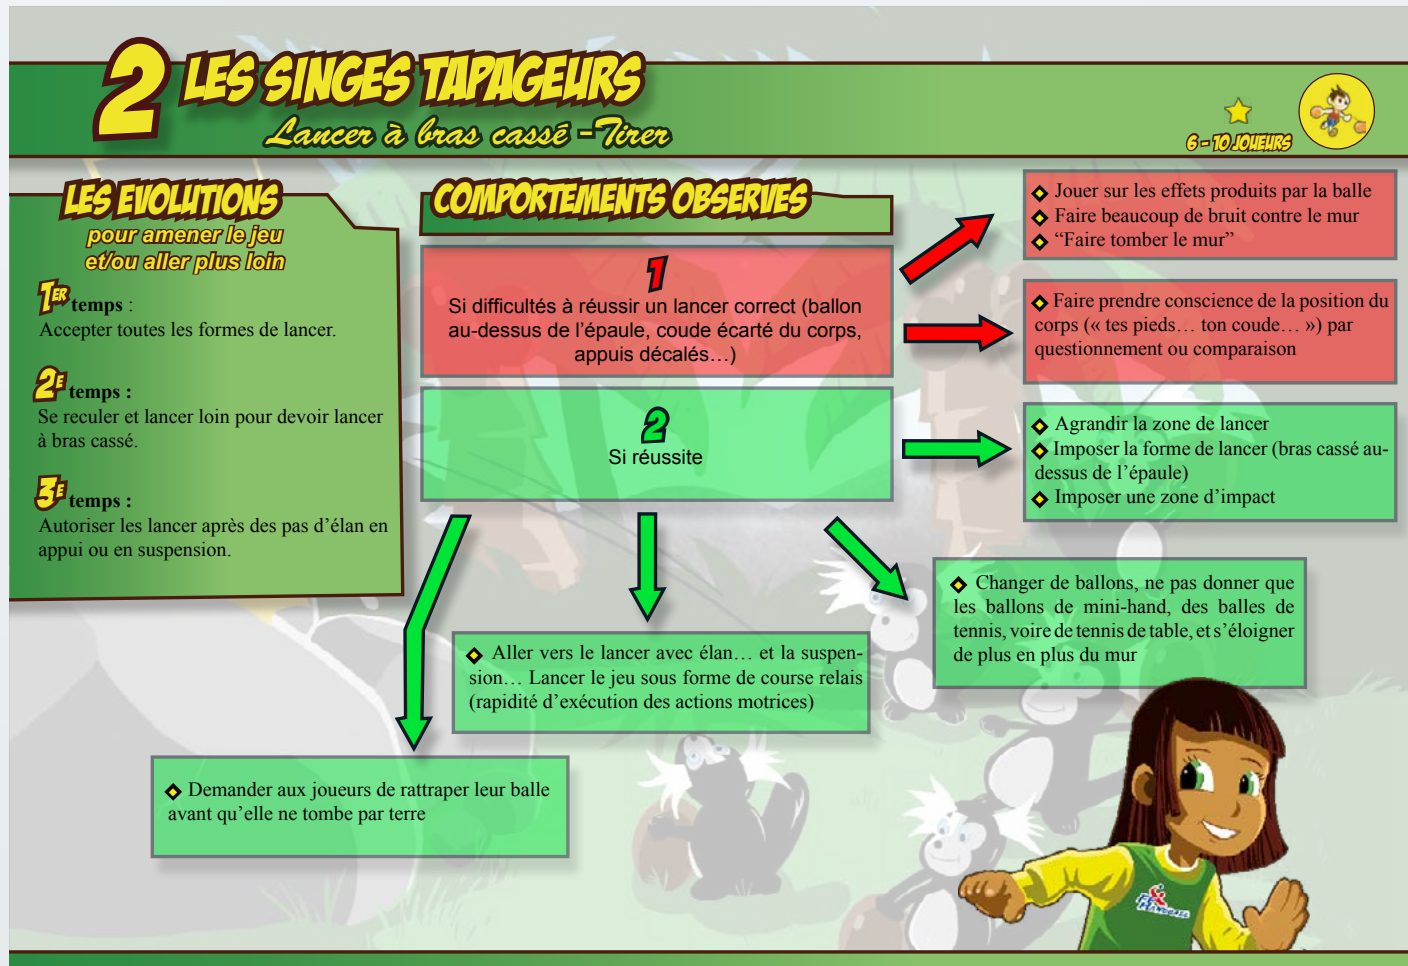 2 LES SINGES TAPAGEURS
Lancer à bras cassé - Tirer
6 - 10 JOUEURS
LES EVOLUTIONS
pour amener le jeu
et/ou aller plus loin
1ER temps :
Accepter toutes les formes de lancer.
2E temps :
Se reculer et lancer loin pour devoir lancer
à bras cassé.
3E temps :
Autoriser les lancer après des pas d’élan en
appui ou en suspension.
COMPORTEMENTS OBSERVES
1
Si difficultés à réussir un lancer correct (ballon
au-dessus de l’épaule, coude écarté du corps,
appuis décalés…)
2
Si réussite
Jouer sur les effets produits par la balle
Faire beaucoup de bruit contre le mur
“Faire tomber le mur”
Faire prendre conscience de la position du
corps (« tes pieds… ton coude… ») par
questionnement ou comparaison
Agrandir la zone de lancer
Imposer la forme de lancer (bras cassé au-
dessus de l’épaule)
Imposer une zone d’impact
Changer de ballons, ne pas donner que
les ballons de mini-hand, des balles de
tennis, voire de tennis de table, et s’éloigner
de plus en plus du mur
Aller vers le lancer avec élan… et la suspen-
sion… Lancer le jeu sous forme de course relais
(rapidité d’exécution des actions motrices)
Demander aux joueurs de rattraper leur balle
avant qu’elle ne tombe par terre
FF HANDBALL